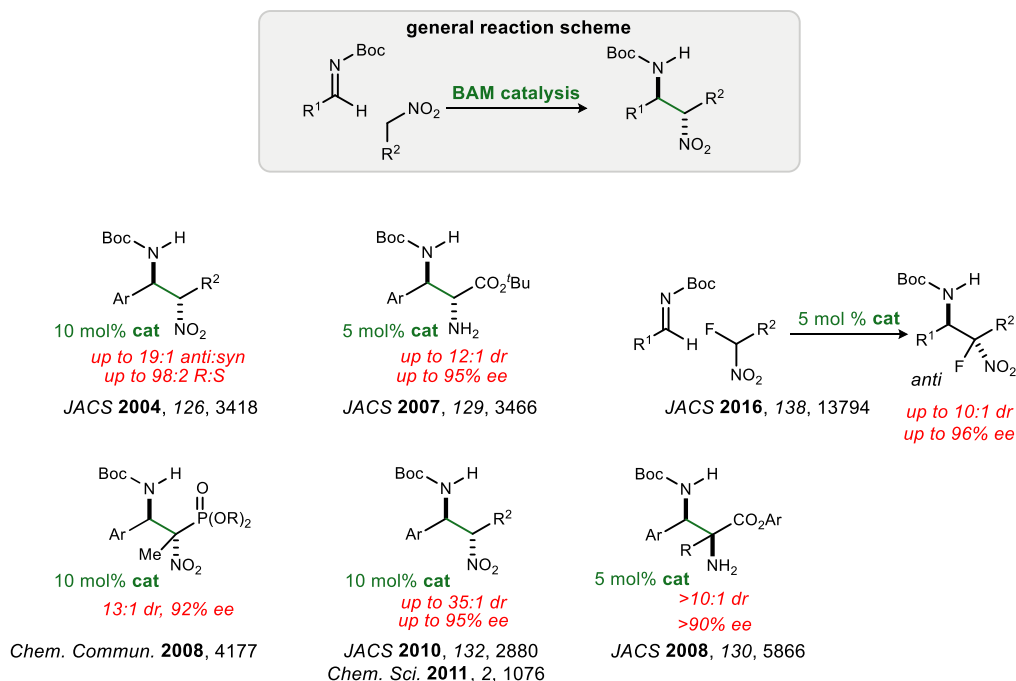 general reaction scheme
N Boc
R1 H
NO2
R2
BAM catalysis
Boc N H
R1 R2
NO2
Boc N H
Ar R2
NO2
10 mol% cat
up to 19:1 anti:syn
up to 98:2 R:S
JACS 2004, 126, 3418
Boc N H
Ar CO2tBu
NH2
5 mol% cat
up to 12:1 dr
up to 95% ee
JACS 2007, 129, 3466
N Boc
R1 H
F R2
NO2
5 mol % cat
Boc N H
R1 R2
F NO2
anti
up to 10:1 dr
up to 96% ee
JACS 2016, 138, 13794
Boc N H O
Ar P(OR)2
Me NO2
10 mol% cat
13:1 dr, 92% ee
Chem. Commun. 2008, 4177
Boc N H
Ar R2
NO2
10 mol% cat
up to 35:1 dr
up to 95% ee
JACS 2010, 132, 2880
Chem. Sci. 2011, 2, 1076
Boc N H
Ar CO2Ar
R NH2
5 mol% cat
>10:1 dr
>90% ee
JACS 2008, 130, 5866